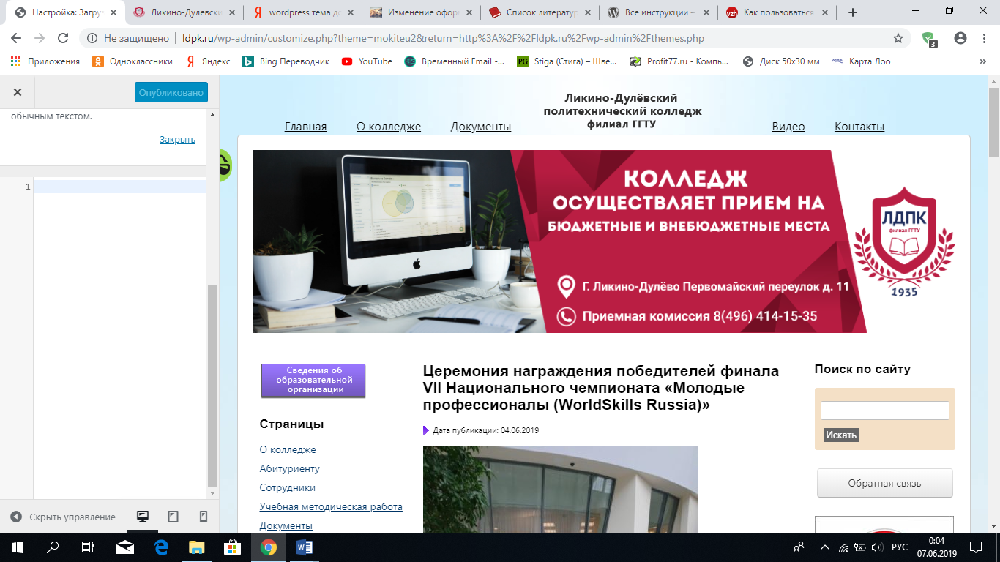 Настройка: Загруз
Ликино-Дулёвски
wordpress тема до
Изменение офор
Список литератур
Все инструкции –
Как пользоваться
Не защищено
ldpk.ru/wp-admin/customize.php?theme=mokiteu2&return=http%3A%2F%2Fldpk.ru%2Fwp-admin%2Fthemes.php
3
Приложения
Одноклассники
Яндекс
Bing Переводчик
YouTube
Временный Email -...
PG
Stiga (Стига) – Шве...
Profit77.ru - Компь...
Диск 50x30 мм
Карта Лоо
Опубликовано
обычным текстом.
Закрыть
1
Скрыть управление
Главная
О колледже
Документы
Ликино-Дулёвский
политехнический колледж
филиал ГГТУ
Видео
Контакты
КОЛЛЕДЖ
ОСУЩЕСТВЛЯЕТ ПРИЕМ НА
БЮДЖЕТНЫЕ И ВНЕБЮДЖЕТНЫЕ МЕСТА
Г. Ликино-Дулёво Первомайский переулок д. 11
Приемная комиссия 8(496) 414-15-35
ЛДПК
филиал ГГТУ
1935
Сведения об
образовательной
организации
Страницы
О колледже
Абитуриенту
Сотрудники
Учебная методическая работа
Документы
Церемония награждения победителей финала
VII Национального чемпионата «Молодые
профессионалы (WorldSkills Russia)»
Дата публикации: 04.06.2019
Поиск по сайту
Искать
Обратная связь
РУС
0:04
07.06.2019